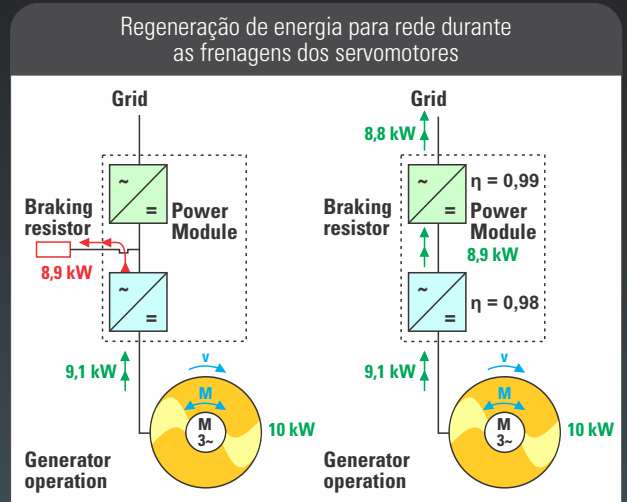 Regeneração de energia para rede durante
as frenagens dos servomotores
Grid
~
=
Braking
resistor
Power
Module
8,9 kW
~
=
9,1 kW
v
M
M
3~
10 kW
Generator
operation
Grid
8,8 kW
~
=
η = 0,99
Braking
resistor
Power
Module
8,9 kW
~
=
η = 0,98
9,1 kW
v
M
M
3~
10 kW
Generator
operation